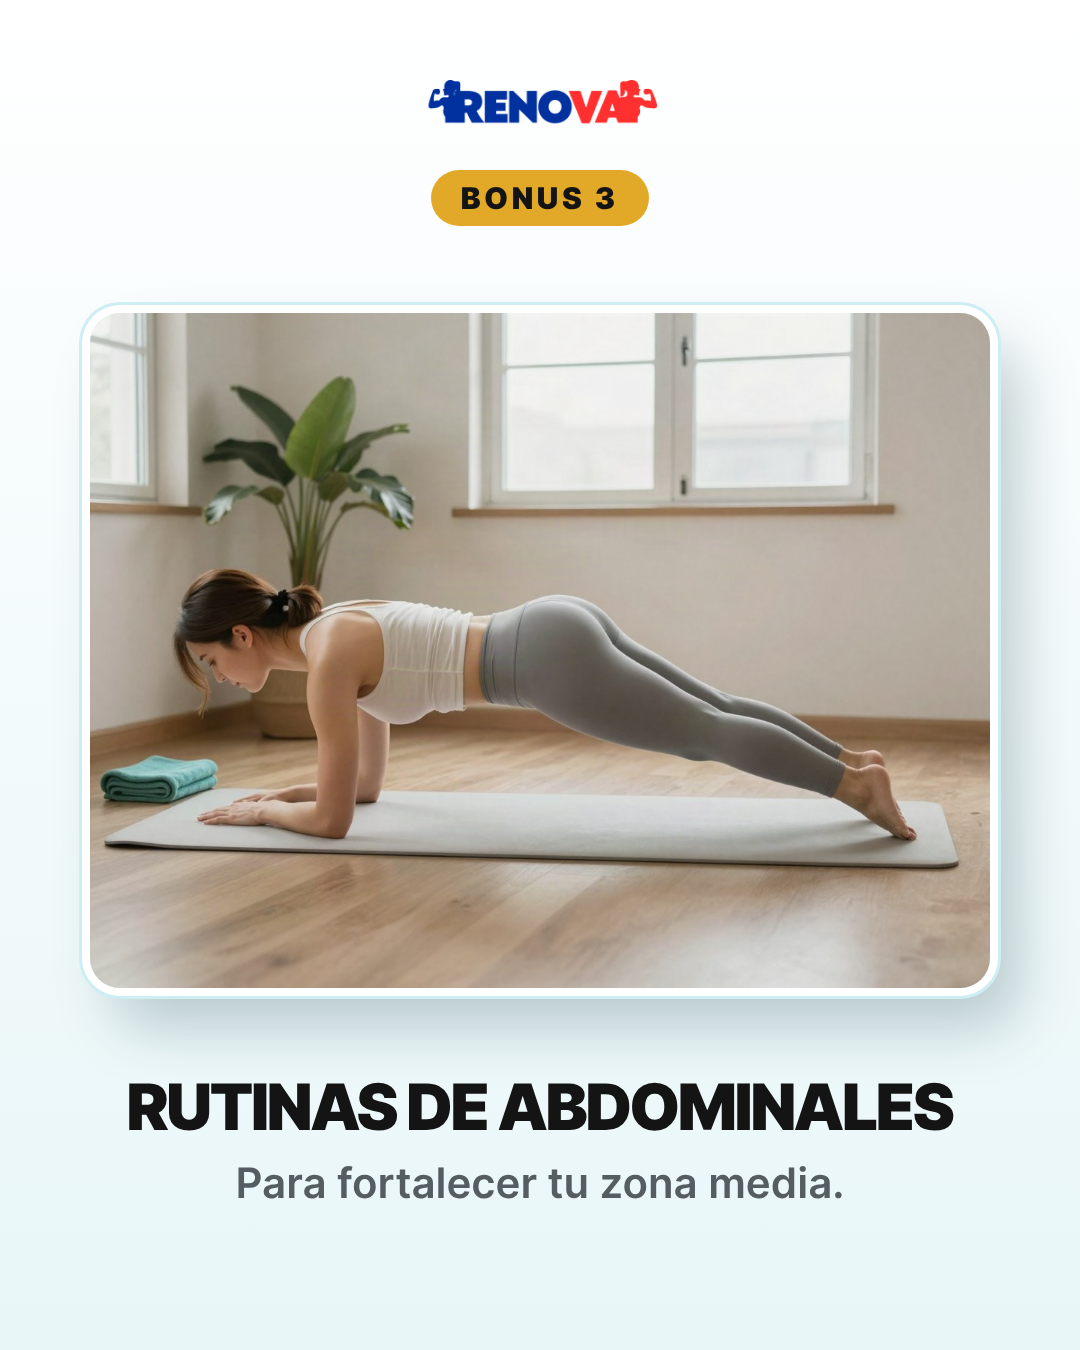 RENOVA
BONUS 3
RUTINAS DE ABDOMINALES
Para fortalecer tu zona media.